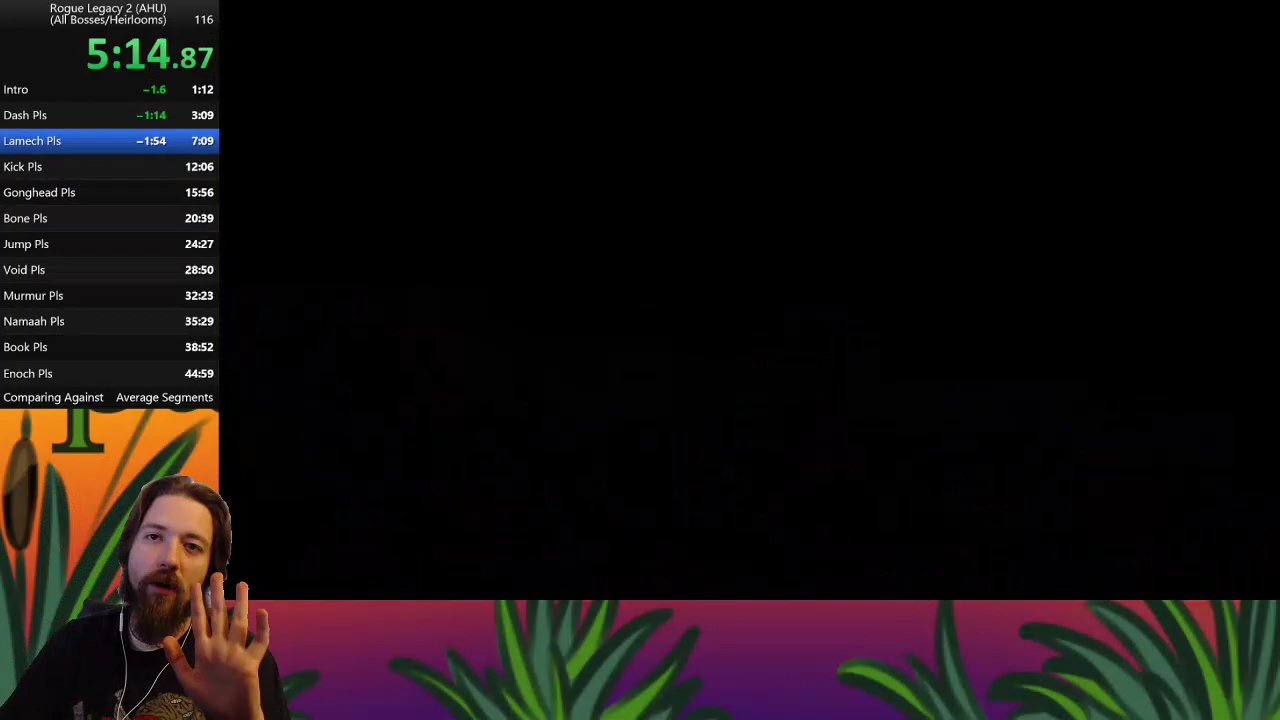 Rogue Legacy 2 (AHU)
(All Bosses/Heirlooms) 116
5:14.87
Intro −1.6 1:12
Dash Pls −1:14 3:09
Lamech Pls −1:54 7:09
Kick Pls 12:06
Gonghead Pls 15:56
Bone Pls 20:39
Jump Pls 24:27
Void Pls 28:50
Murmur Pls 32:23
Namaah Pls 35:29
Book Pls 38:52
Enoch Pls 44:59
Comparing Against Average Segments